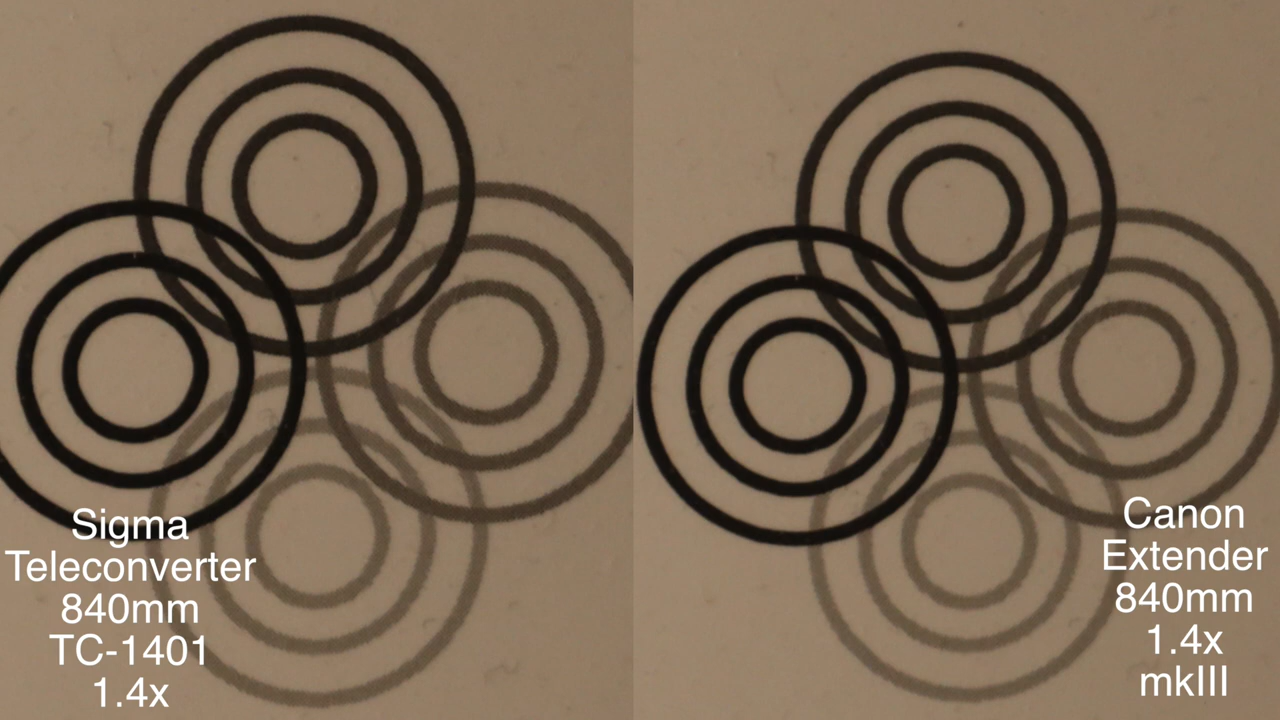 Sigma
Teleconverter
840mm
TC-1401
1.4x
Canon
Extender
840mm
1.4x
mkIII